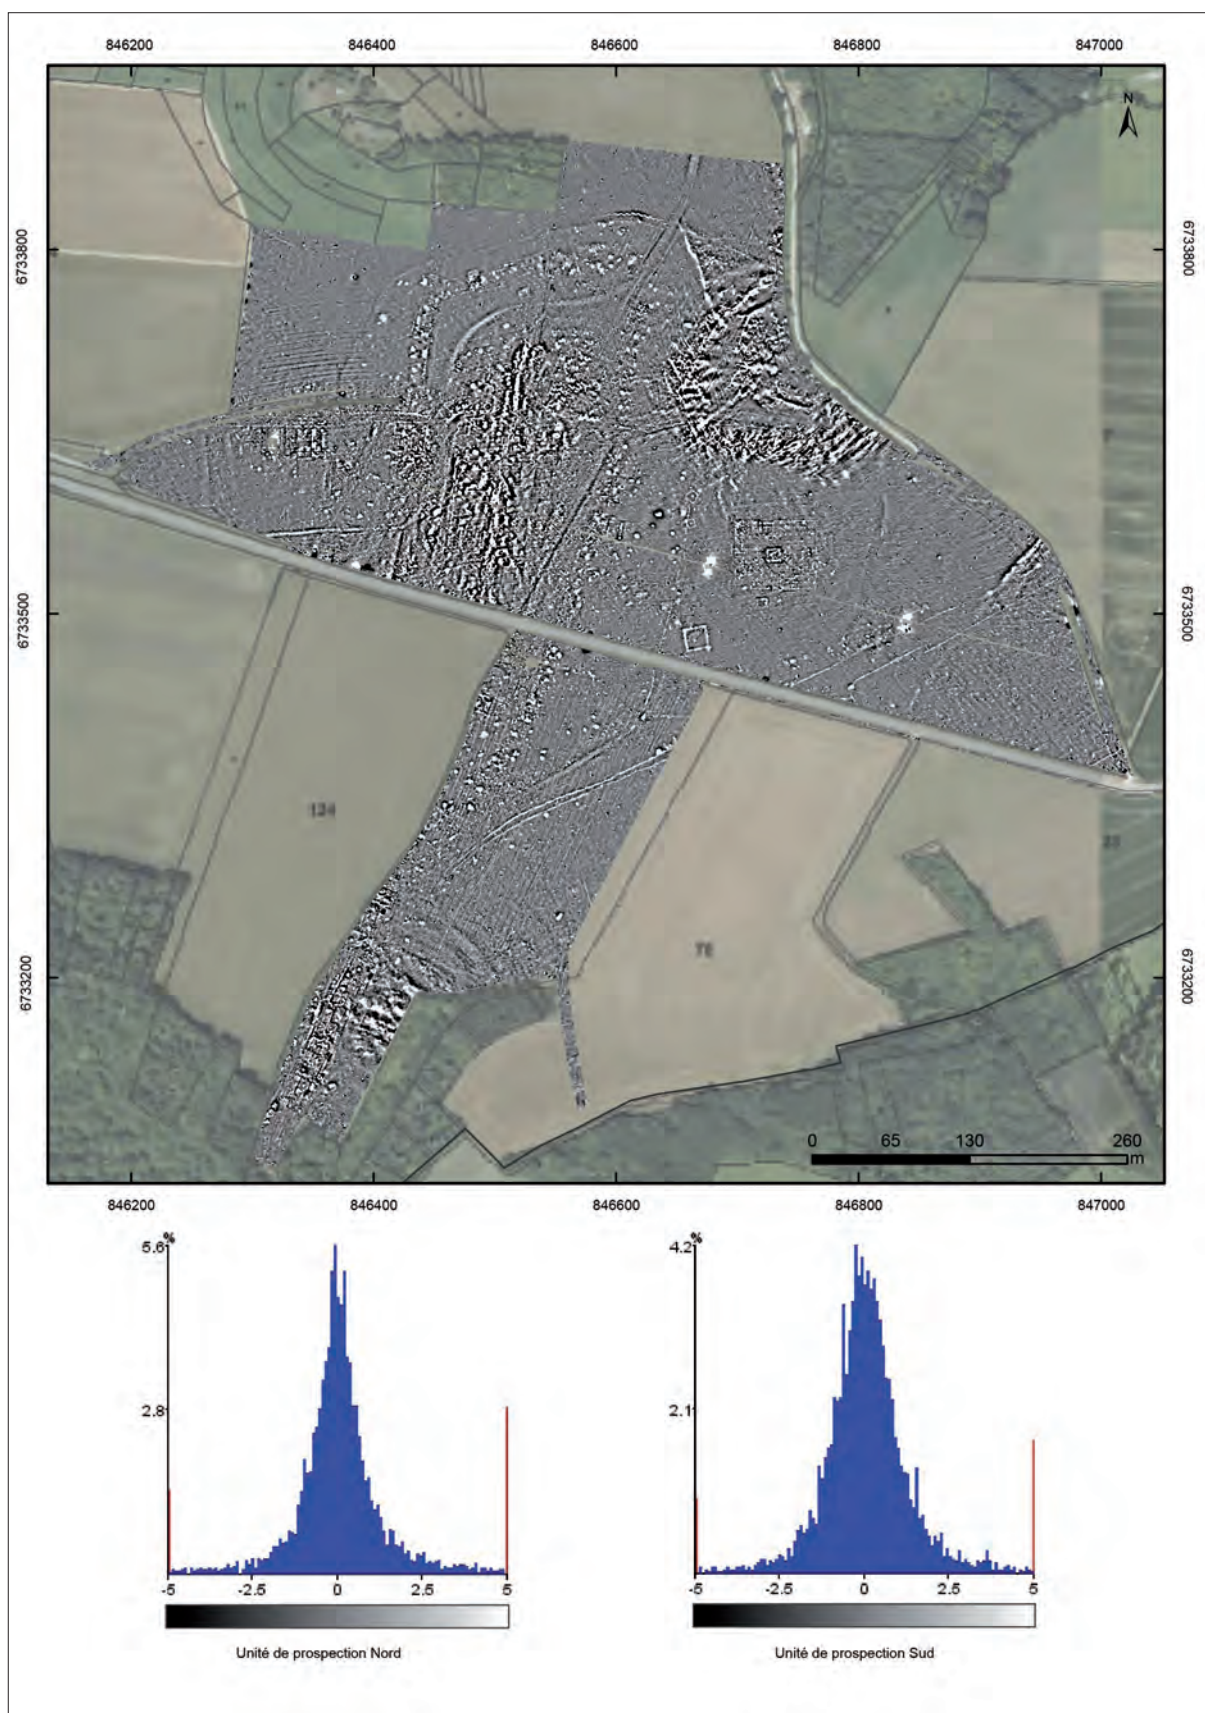 846200 846400 846600 846800 847000
N
6733800 6733800
6733500 6733500
124
76
6733200 6733200
0 65 130 260
m
846200 846400 846600 846800 847000
%
5.6
2.8
-5 -2.5 0 2.5 5
Unité de prospection Nord
%
4.2
2.1
-5 -2.5 0 2.5 5
Unité de prospection Sud